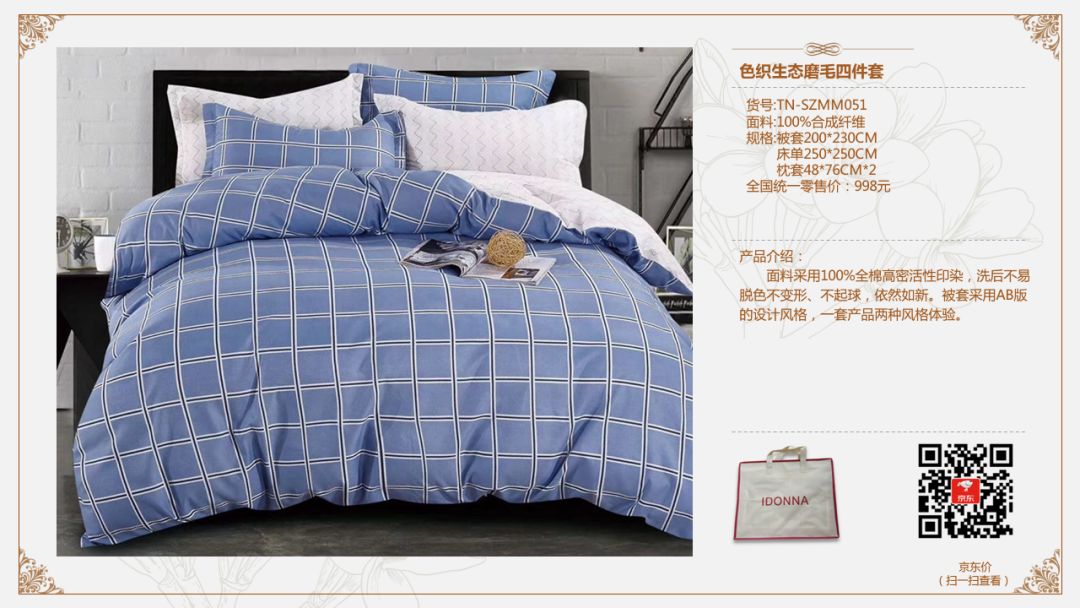 色织生态磨毛四件套
货号:TN-SZMM051
面料:100%合成纤维
规格:被套200*230CM
床单250*250CM
枕套48*76CM*2
全国统一零售价：998元
产品介绍：
面料采用100%全棉高密活性印染，洗后不易
脱色不变形、不起球，依然如新。被套采用AB版
的设计风格，一套产品两种风格体验。
IDONNA
京东
京东价
（扫一扫查看）